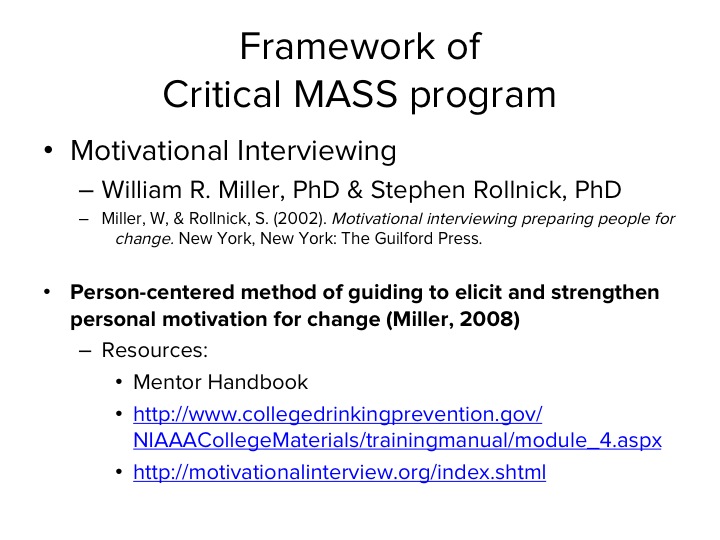 Framework of
Critical MASS program
• Motivational Interviewing
– William R. Miller, PhD & Stephen Rollnick, PhD
– Miller, W, & Rollnick, S. (2002). Motivational interviewing preparing people for
change. New York, New York: The Guilford Press.
• Person-centered method of guiding to elicit and strengthen
personal motivation for change (Miller, 2008)
– Resources:
• Mentor Handbook
• http://www.collegedrinkingprevention.gov/
NIAAACollegeMaterials/trainingmanual/module_4.aspx
• http://motivationalinterview.org/index.shtml